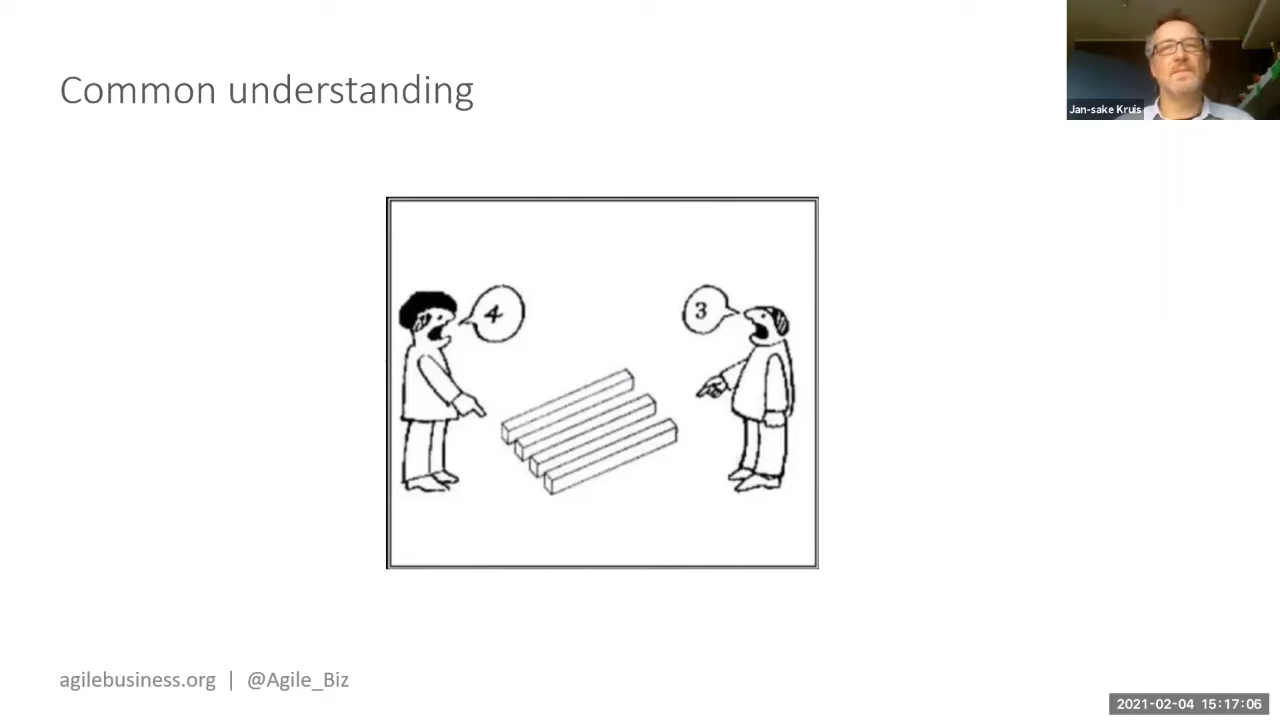 Common understanding
Jan-sake Kruis
4
3
agilebusiness.org | @Agile_Biz
2021-02-04 15:17:06